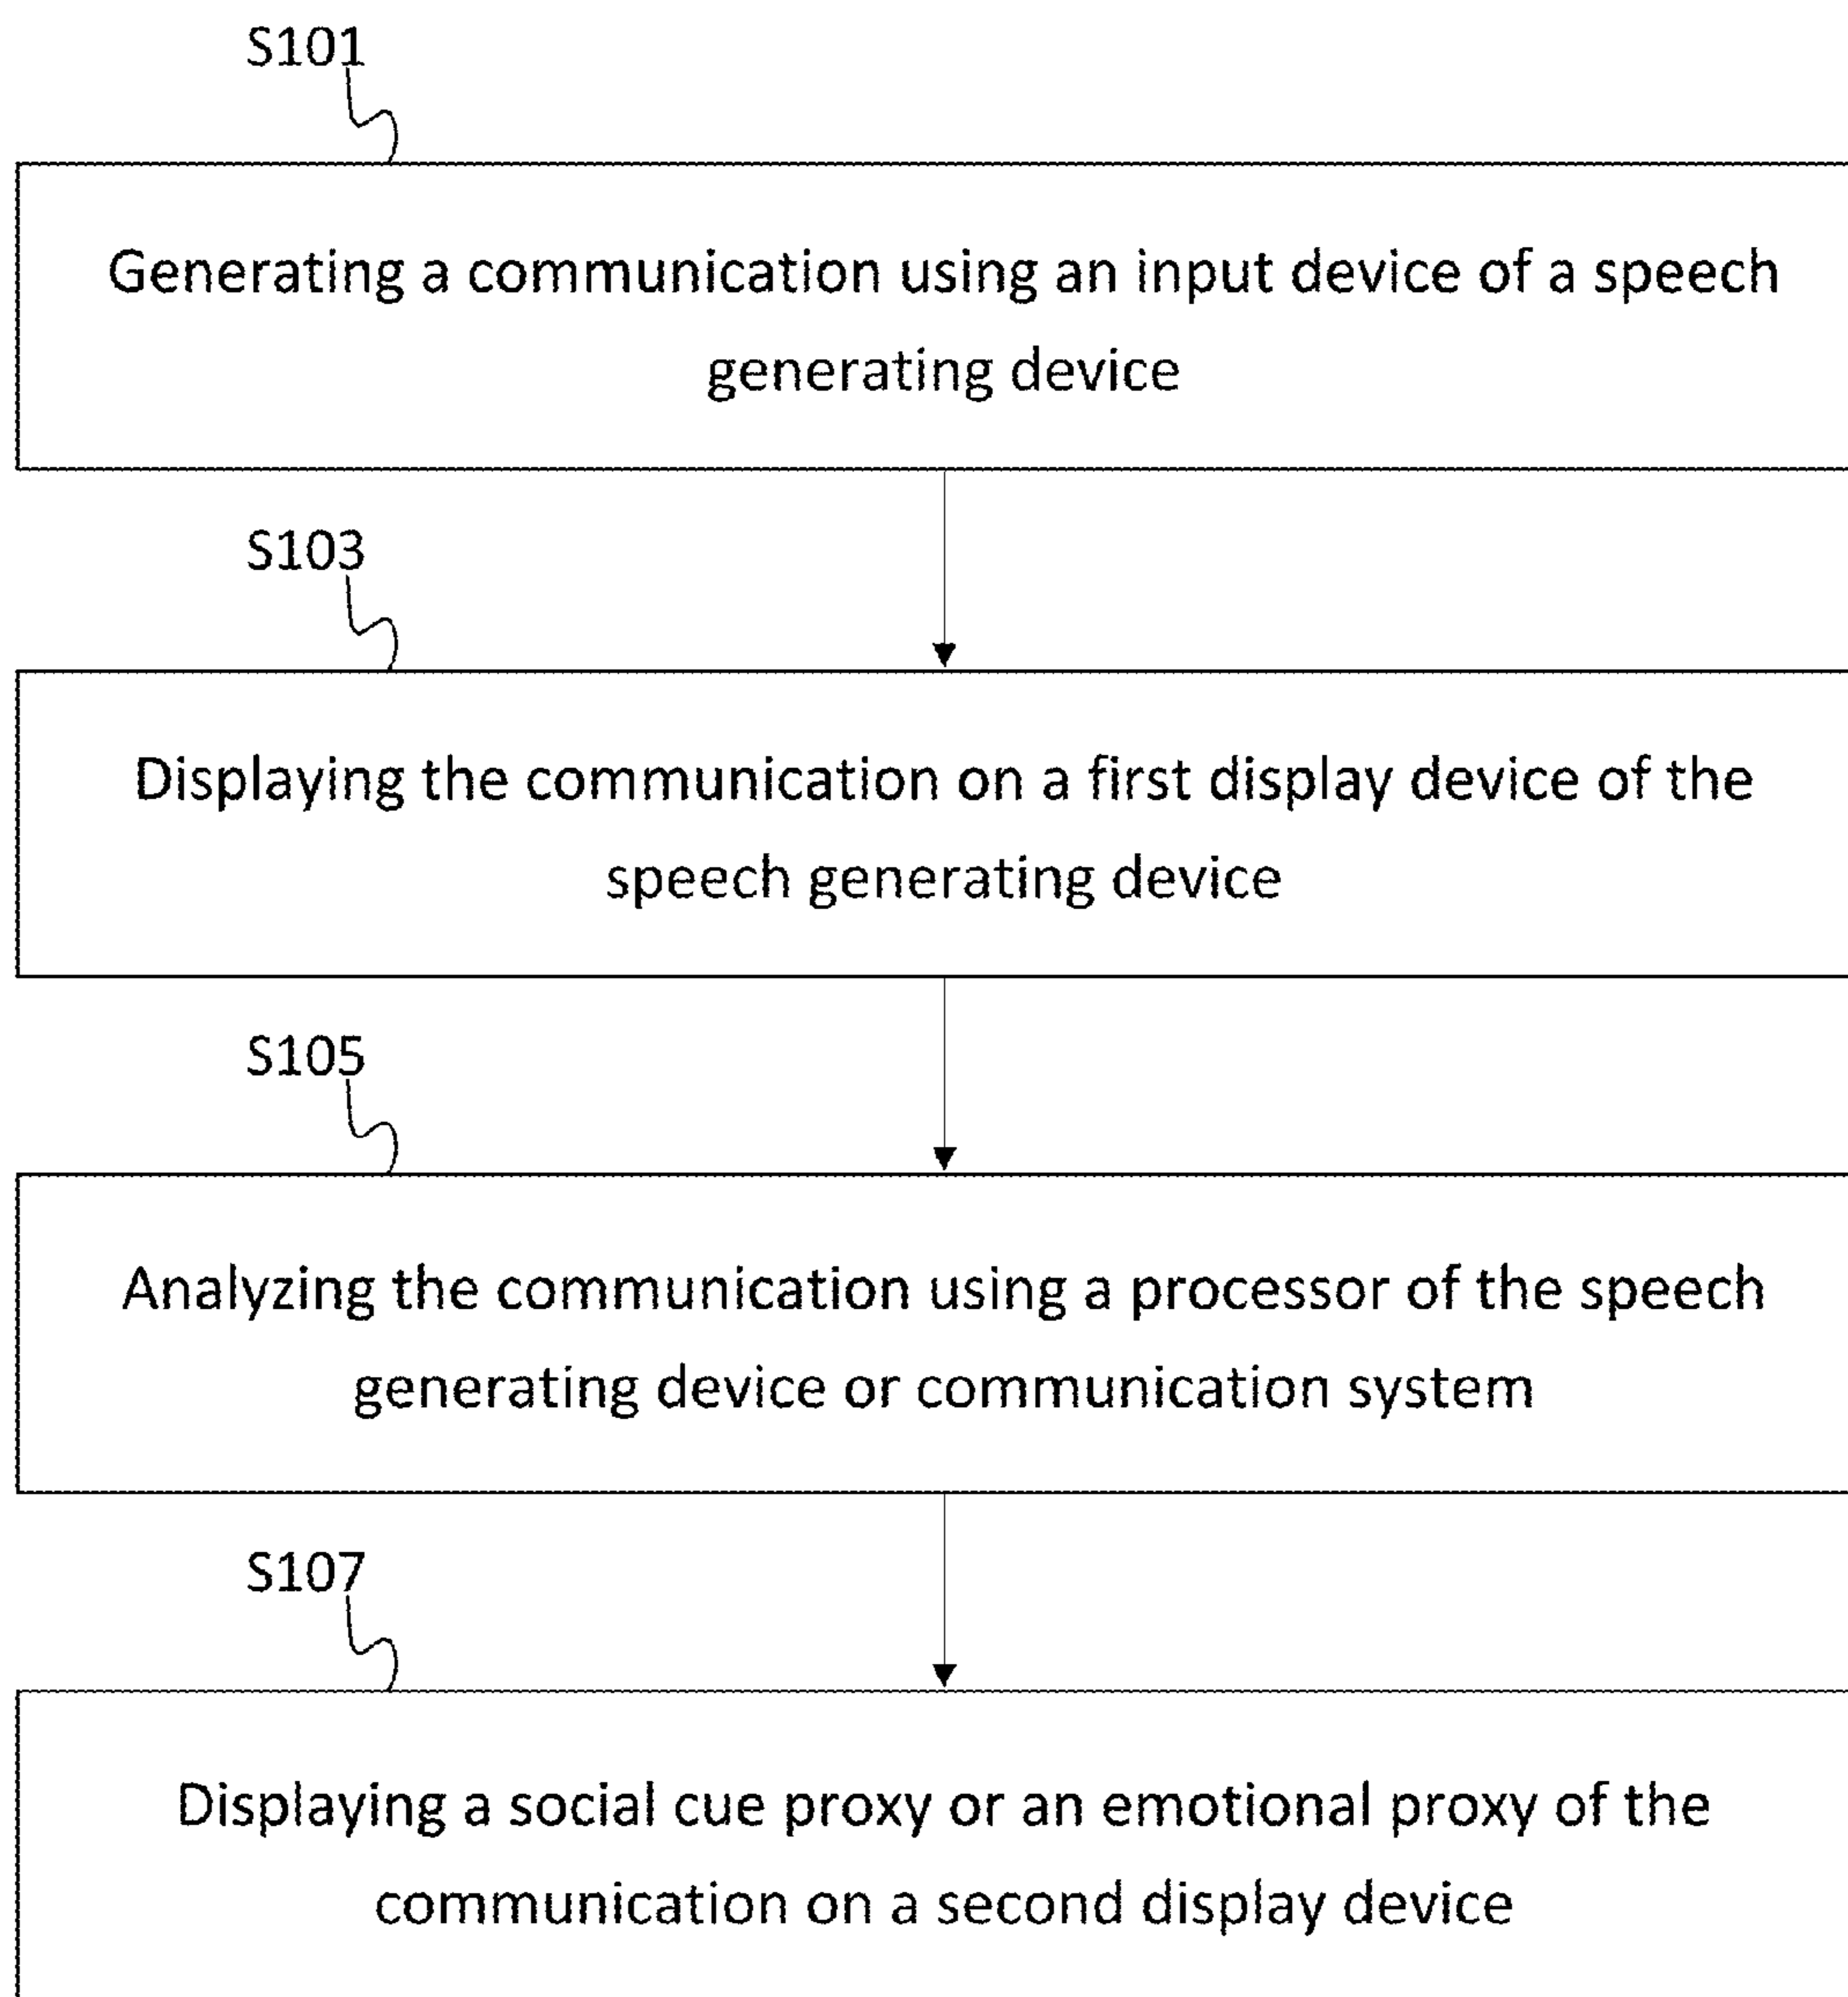 S101
Generating a communication using an input device of a speech
generating device
S103
Displaying the communication on a first display device of the
speech generating device
S105
Analyzing the communication using a processor of the speech
generating device or communication system
S107
Displaying a social cue proxy or an emotional proxy of the
communication on a second display device